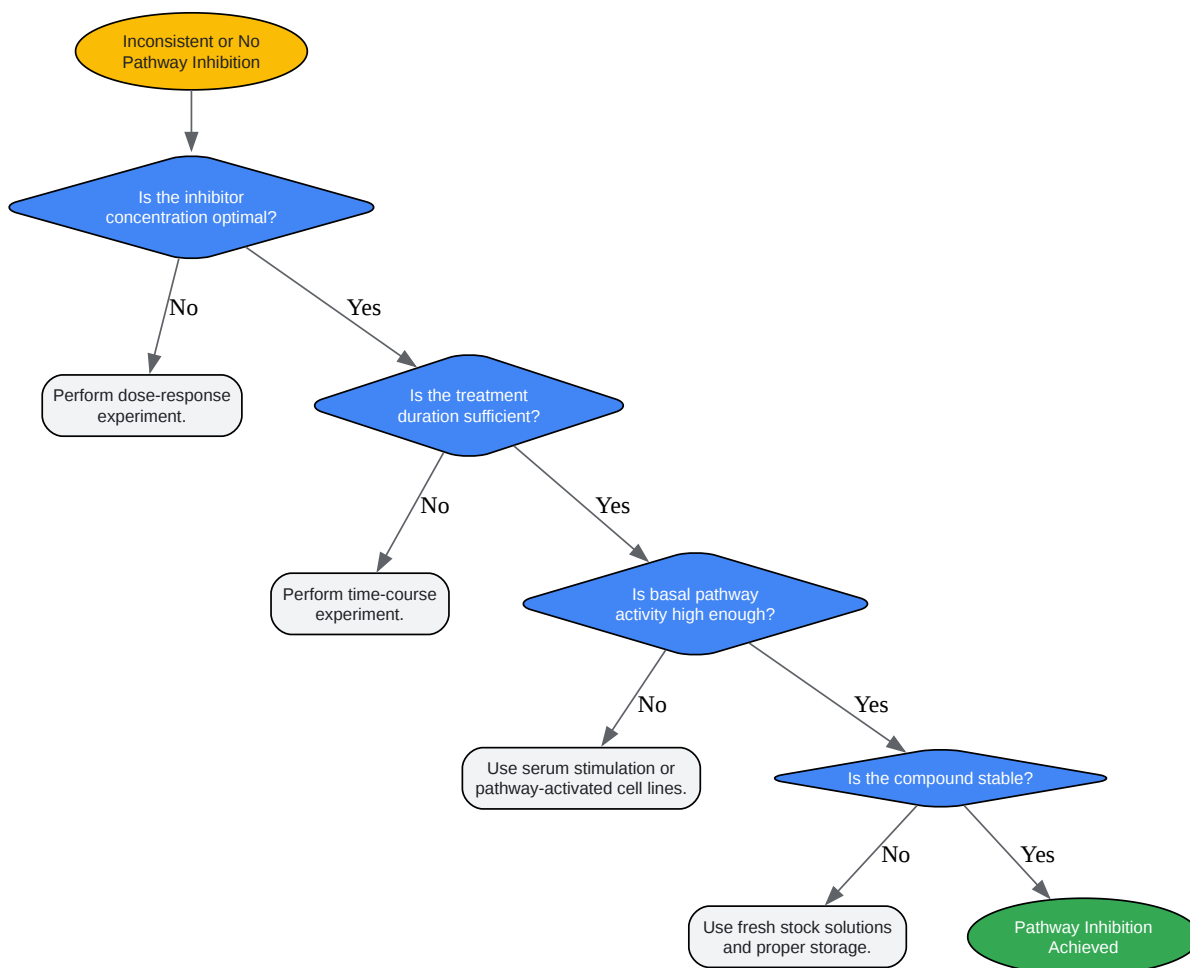 Inconsistent or No
Pathway Inhibition
Is the inhibitor
concentration optimal?
No
Yes
Perform dose-response
experiment.
Is the treatment
duration sufficient?
No
Yes
Perform time-course
experiment.
Is basal pathway
activity high enough?
No
Yes
Use serum stimulation or
pathway-activated cell lines.
Is the compound stable?
No
Yes
Use fresh stock solutions
and proper storage.
Pathway Inhibition
Achieved